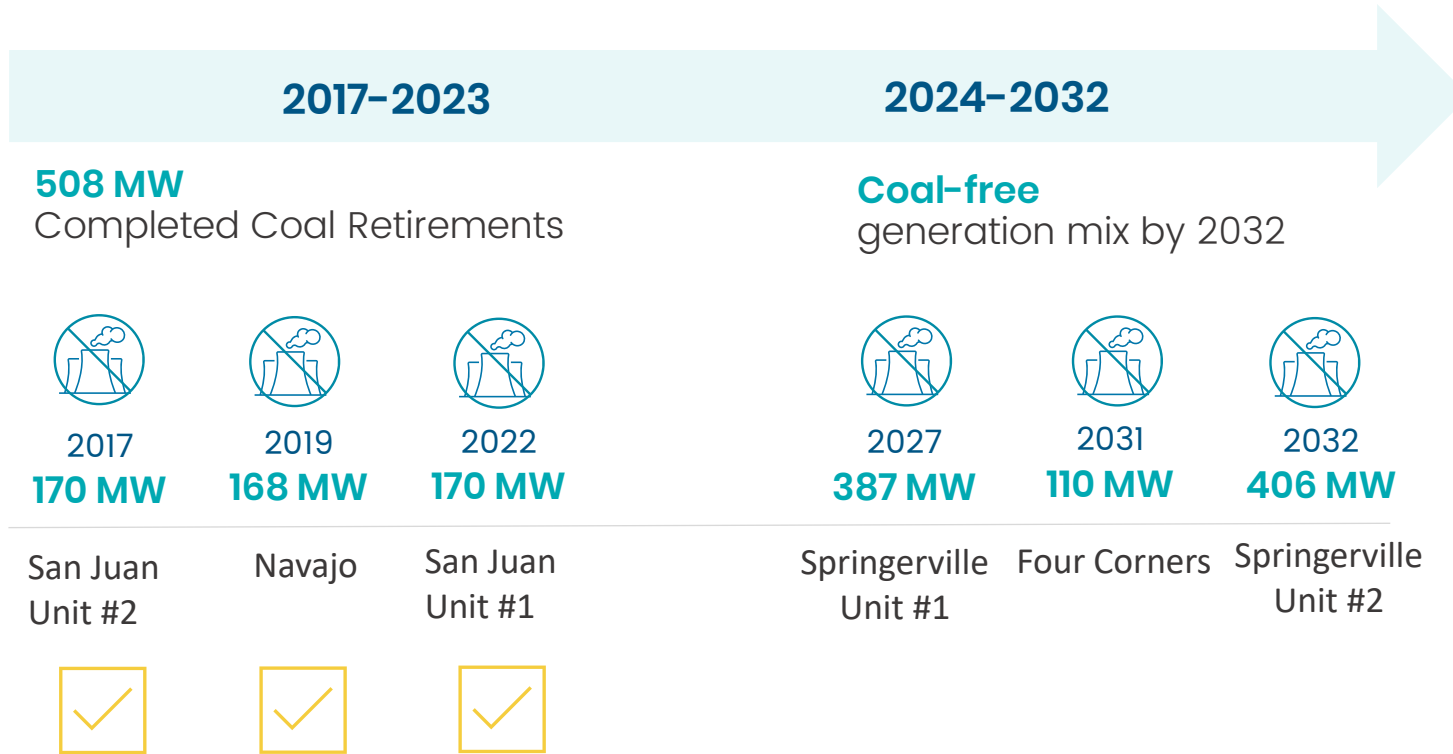 2017-2023
2024-2032
508 MW
Completed Coal Retirements
Coal-free
generation mix by 2032
2017
170 MW
2019
168 MW
2022
170 MW
2027
387 MW
2031
110 MW
2032
406 MW
San Juan
Unit #2
Navajo
San Juan
Unit #1
Springerville
Unit #1
Four Corners
Springerville
Unit #2